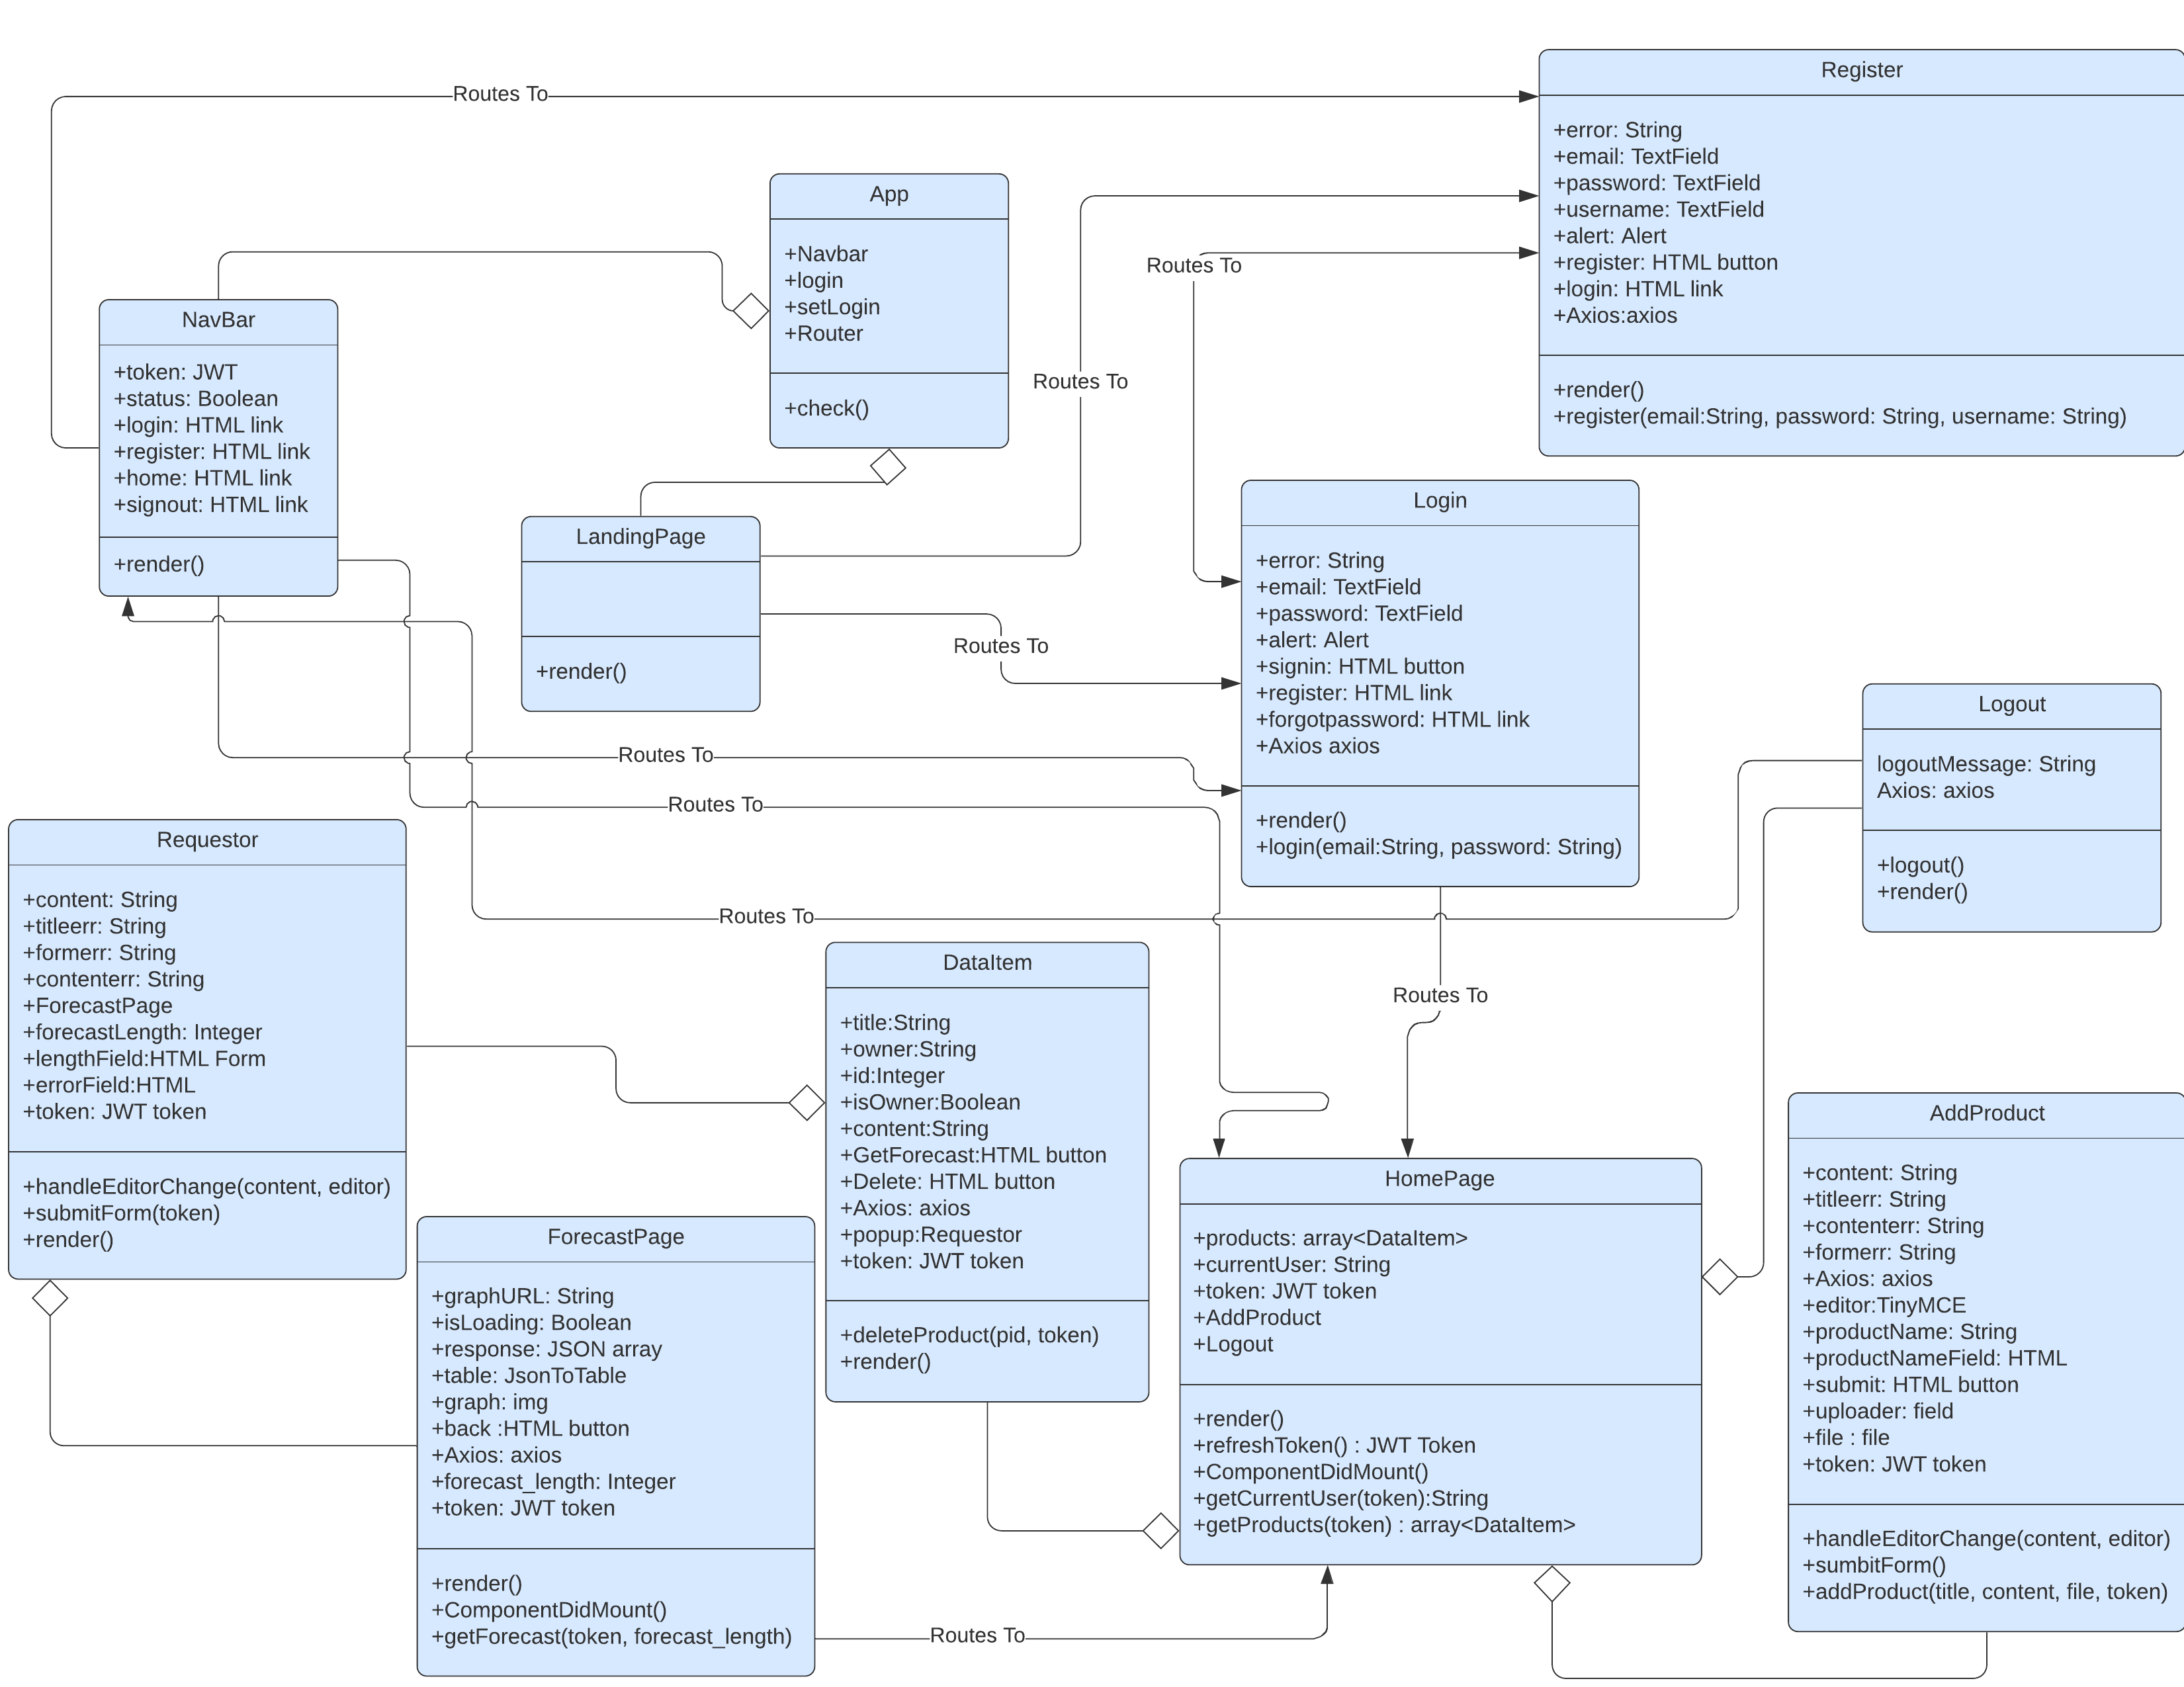 Routes To
Register
+error: String
+email: TextField
+password: TextField
+username: TextField
+alert: Alert
+register: HTML button
+login: HTML link
+Axios:axios
+render()
+register(email:String, password: String, username: String)
App
+Navbar
+login
+setLogin
+Router
+check()
Routes To
Routes To
NavBar
+token: JWT
+status: Boolean
+login: HTML link
+register: HTML link
+home: HTML link
+signout: HTML link
+render()
LandingPage
+render()
Routes To
Login
+error: String
+email: TextField
+password: TextField
+alert: Alert
+signin: HTML button
+register: HTML link
+forgotpassword: HTML link
+Axios axios
+render()
+login(email:String, password: String)
Logout
logoutMessage: String
Axios: axios
+logout()
+render()
Routes To
Routes To
Routes To
Routes To
Requestor
+content: String
+titleerr: String
+formerr: String
+contenterr: String
+ForecastPage
+forecastLength: Integer
+lengthField:HTML Form
+errorField:HTML
+token: JWT token
+handleEditorChange(content, editor)
+submitForm(token)
+render()
DataItem
+title:String
+owner:String
+id:Integer
+isOwner:Boolean
+content:String
+GetForecast:HTML button
+Delete: HTML button
+Axios: axios
+popup:Requestor
+token: JWT token
+deleteProduct(pid, token)
+render()
ForecastPage
+graphURL: String
+isLoading: Boolean
+response: JSON array
+table: JsonToTable
+graph: img
+back :HTML button
+Axios: axios
+forecast_length: Integer
+token: JWT token
+render()
+ComponentDidMount()
+getForecast(token, forecast_length)
HomePage
+products: array<DataItem>
+currentUser: String
+token: JWT token
+AddProduct
+Logout
+render()
+refreshToken() : JWT Token
+ComponentDidMount()
+getCurrentUser(token):String
+getProducts(token) : array<DataItem>
AddProduct
+content: String
+titleerr: String
+contenterr: String
+formerr: String
+Axios: axios
+editor:TinyMCE
+productName: String
+productNameField: HTML
+submit: HTML button
+uploader: field
+file : file
+token: JWT token
+handleEditorChange(content, editor)
+sumbitForm()
+addProduct(title, content, file, token)
Routes To